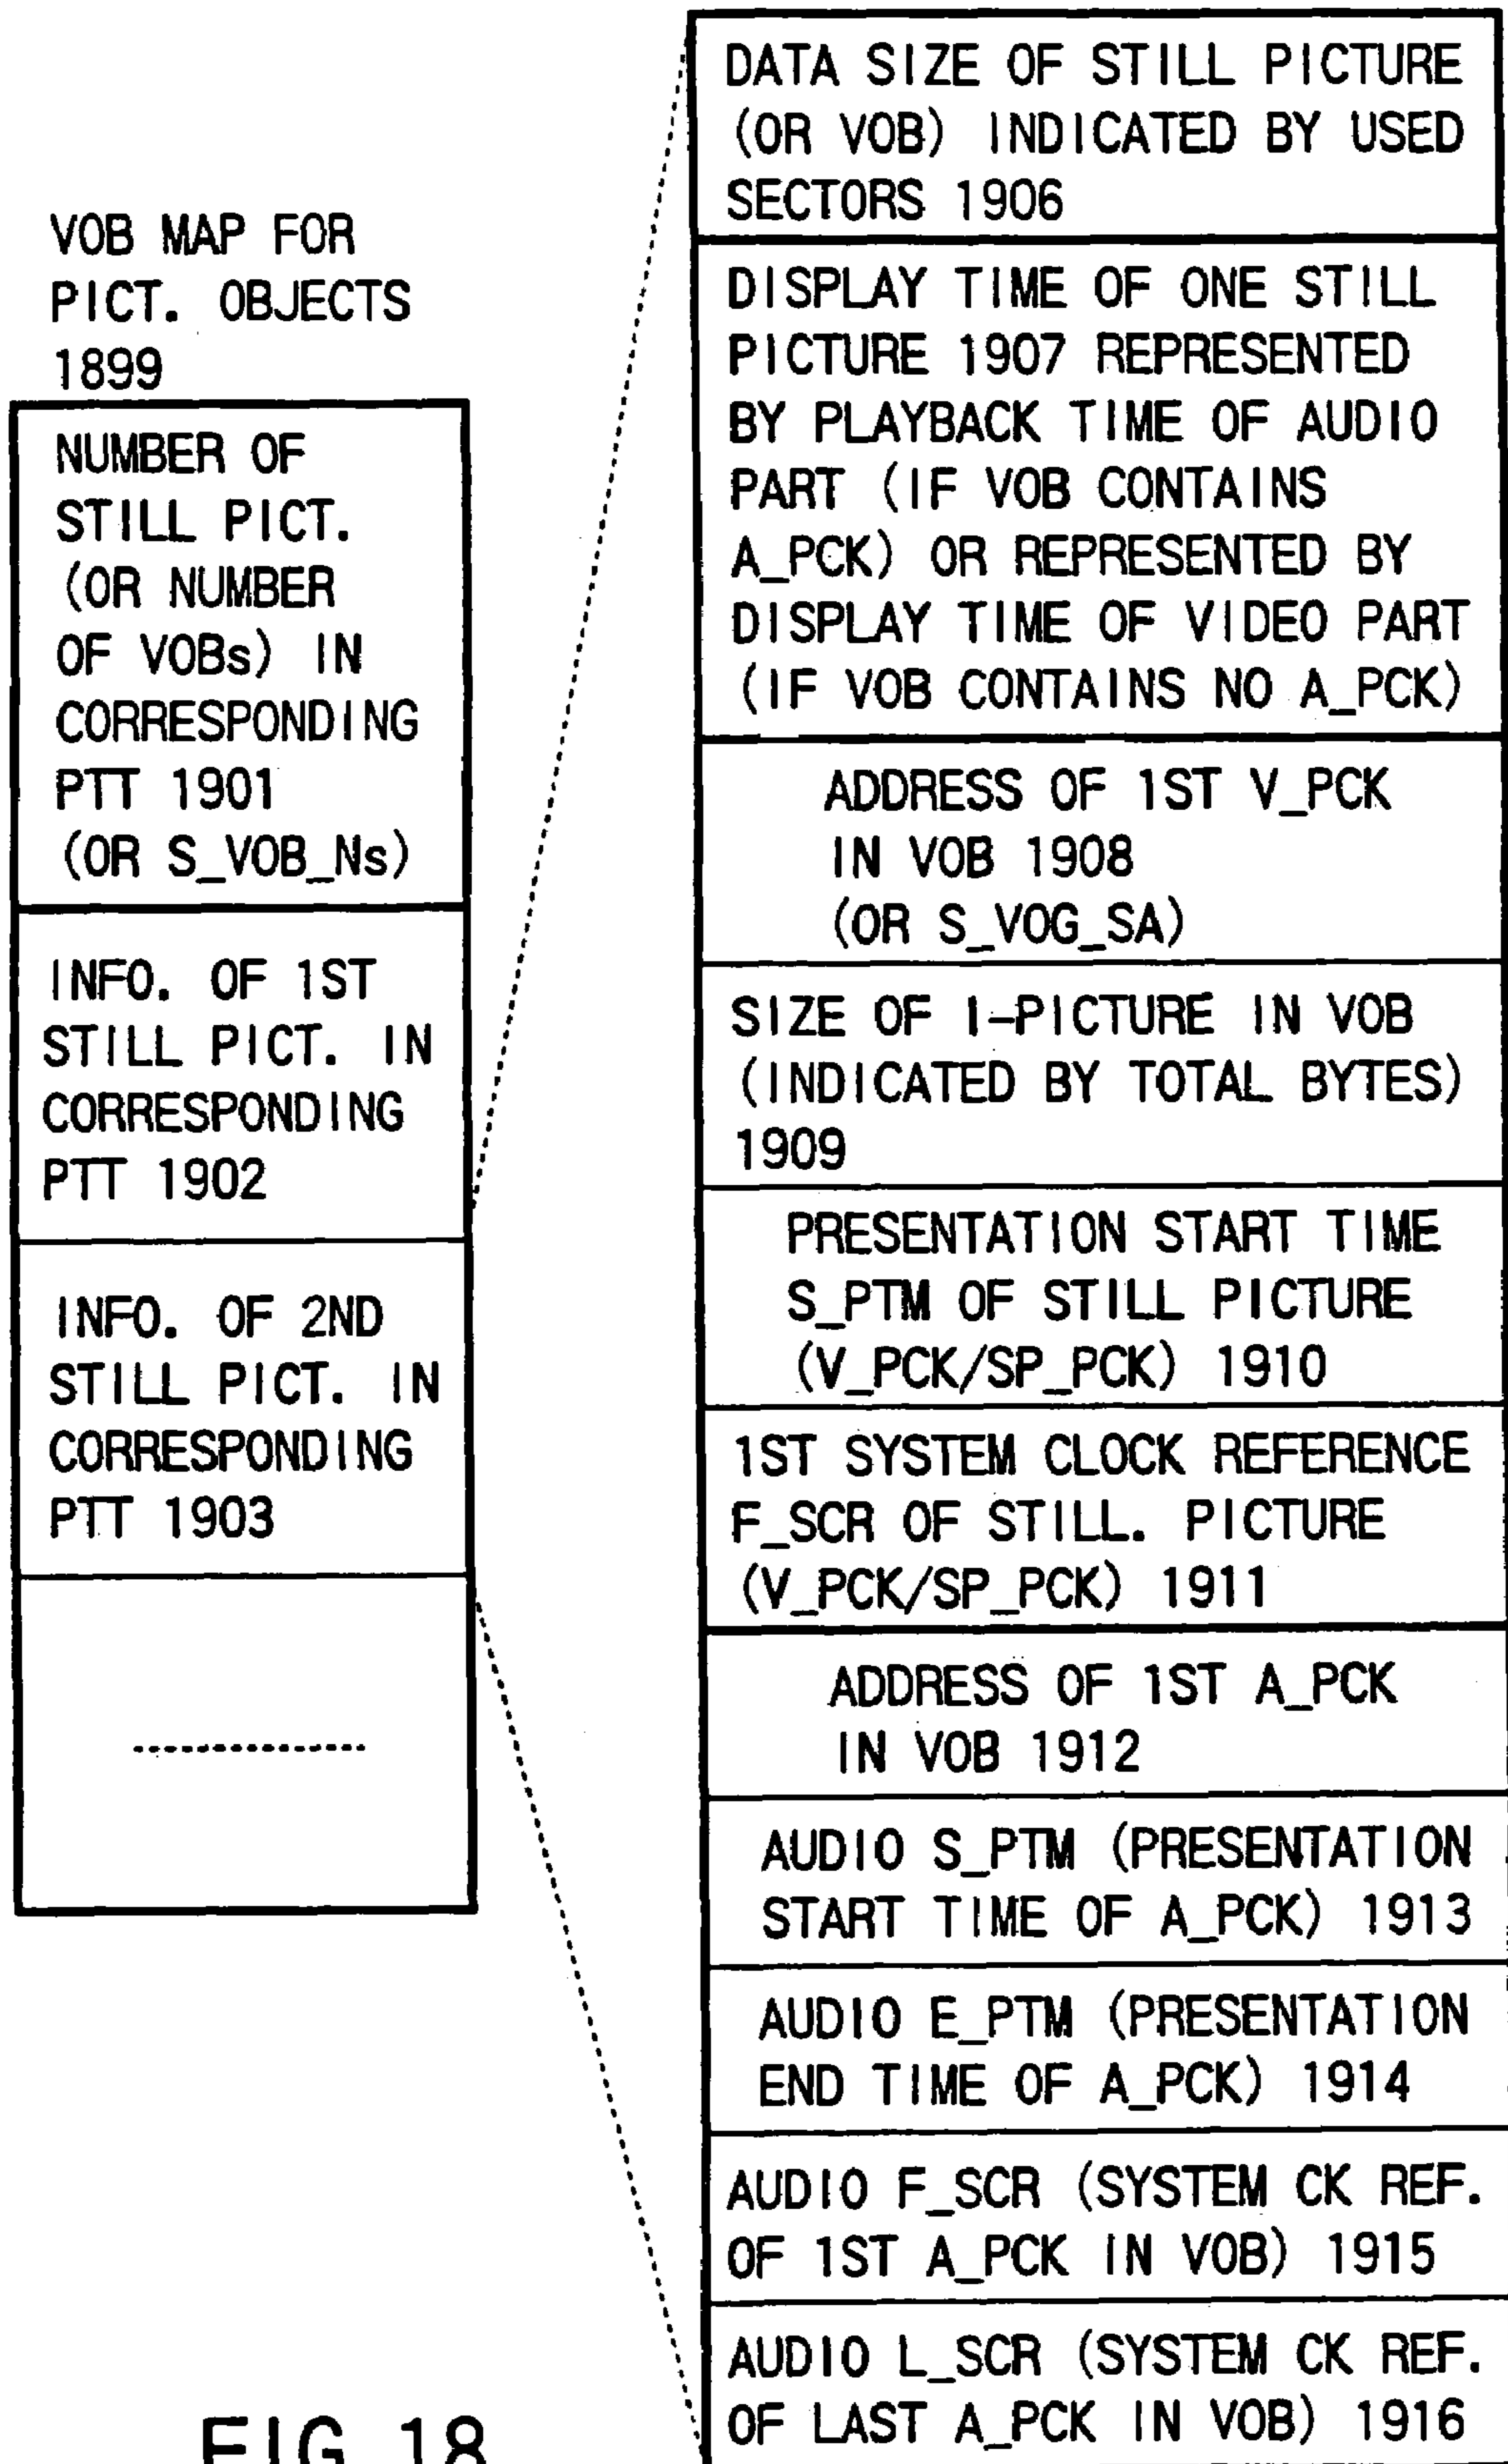 VOB MAP FOR
PICT. OBJECTS
1899
NUMBER OF
STILL PICT.
(OR NUMBER
OF VOBs) IN
CORRESPONDING
PTT 1901
(OR S_VOB_Ns)
INFO. OF 1ST
STILL PICT. IN
CORRESPONDING
PTT 1902
INFO. OF 2ND
STILL PICT. IN
CORRESPONDING
PTT 1903
DATA SIZE OF STILL PICTURE
(OR VOB) INDICATED BY USED
SECTORS 1906
DISPLAY TIME OF ONE STILL
PICTURE 1907 REPRESENTED
BY PLAYBACK TIME OF AUDIO
PART (IF VOB CONTAINS
A_PCK) OR REPRESENTED BY
DISPLAY TIME OF VIDEO PART
(IF VOB CONTAINS NO A_PCK)
ADDRESS OF 1ST V_PCK
IN VOB 1908
(OR S_VOG_SA)
SIZE OF I-PICTURE IN VOB
(INDICATED BY TOTAL BYTES)
1909
PRESENTATION START TIME
S_PTM OF STILL PICTURE
(V_PCK/SP_PCK) 1910
1ST SYSTEM CLOCK REFERENCE
F_SCR OF STILL. PICTURE
(V_PCK/SP_PCK) 1911
ADDRESS OF 1ST A_PCK
IN VOB 1912
AUDIO S_PTM (PRESENTATION
START TIME OF A_PCK) 1913
AUDIO E_PTM (PRESENTATION
END TIME OF A_PCK) 1914
AUDIO F_SCR (SYSTEM CK REF.
OF 1ST A_PCK IN VOB) 1915
AUDIO L_SCR (SYSTEM CK REF.
OF LAST A_PCK IN VOB) 1916
FIG. 18